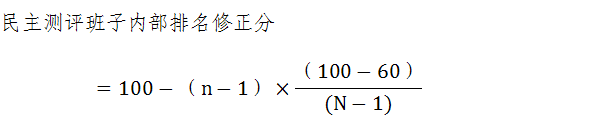 民主测评班子内部排名修正分
= 100 − （n − 1）× （100 − 60）/(N − 1)